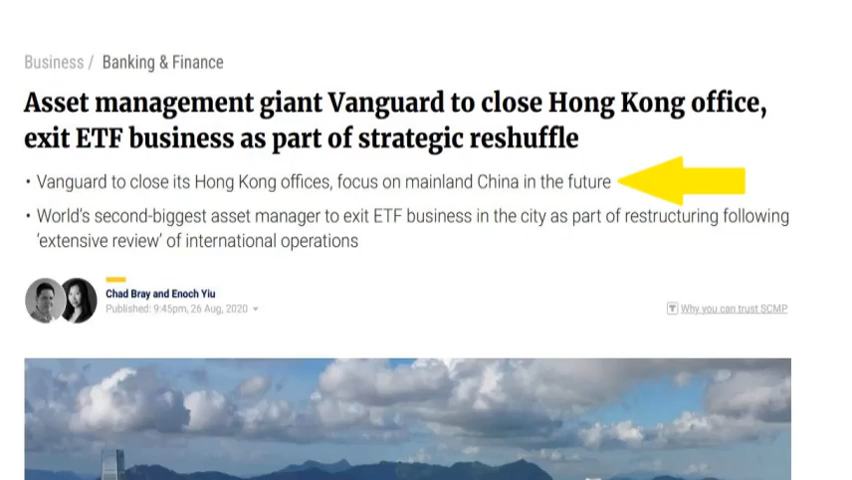 Business / Banking & Finance
Asset management giant Vanguard to close Hong Kong office,
exit ETF business as part of strategic reshuffle
• Vanguard to close its Hong Kong offices, focus on mainland China in the future
• World's second-biggest asset manager to exit ETF business in the city as part of restructuring following
'extensive review' of international operations
Chad Bray and Enoch Yiu
Published: 9:45pm, 26 Aug, 2020
Why you can trust SCMP